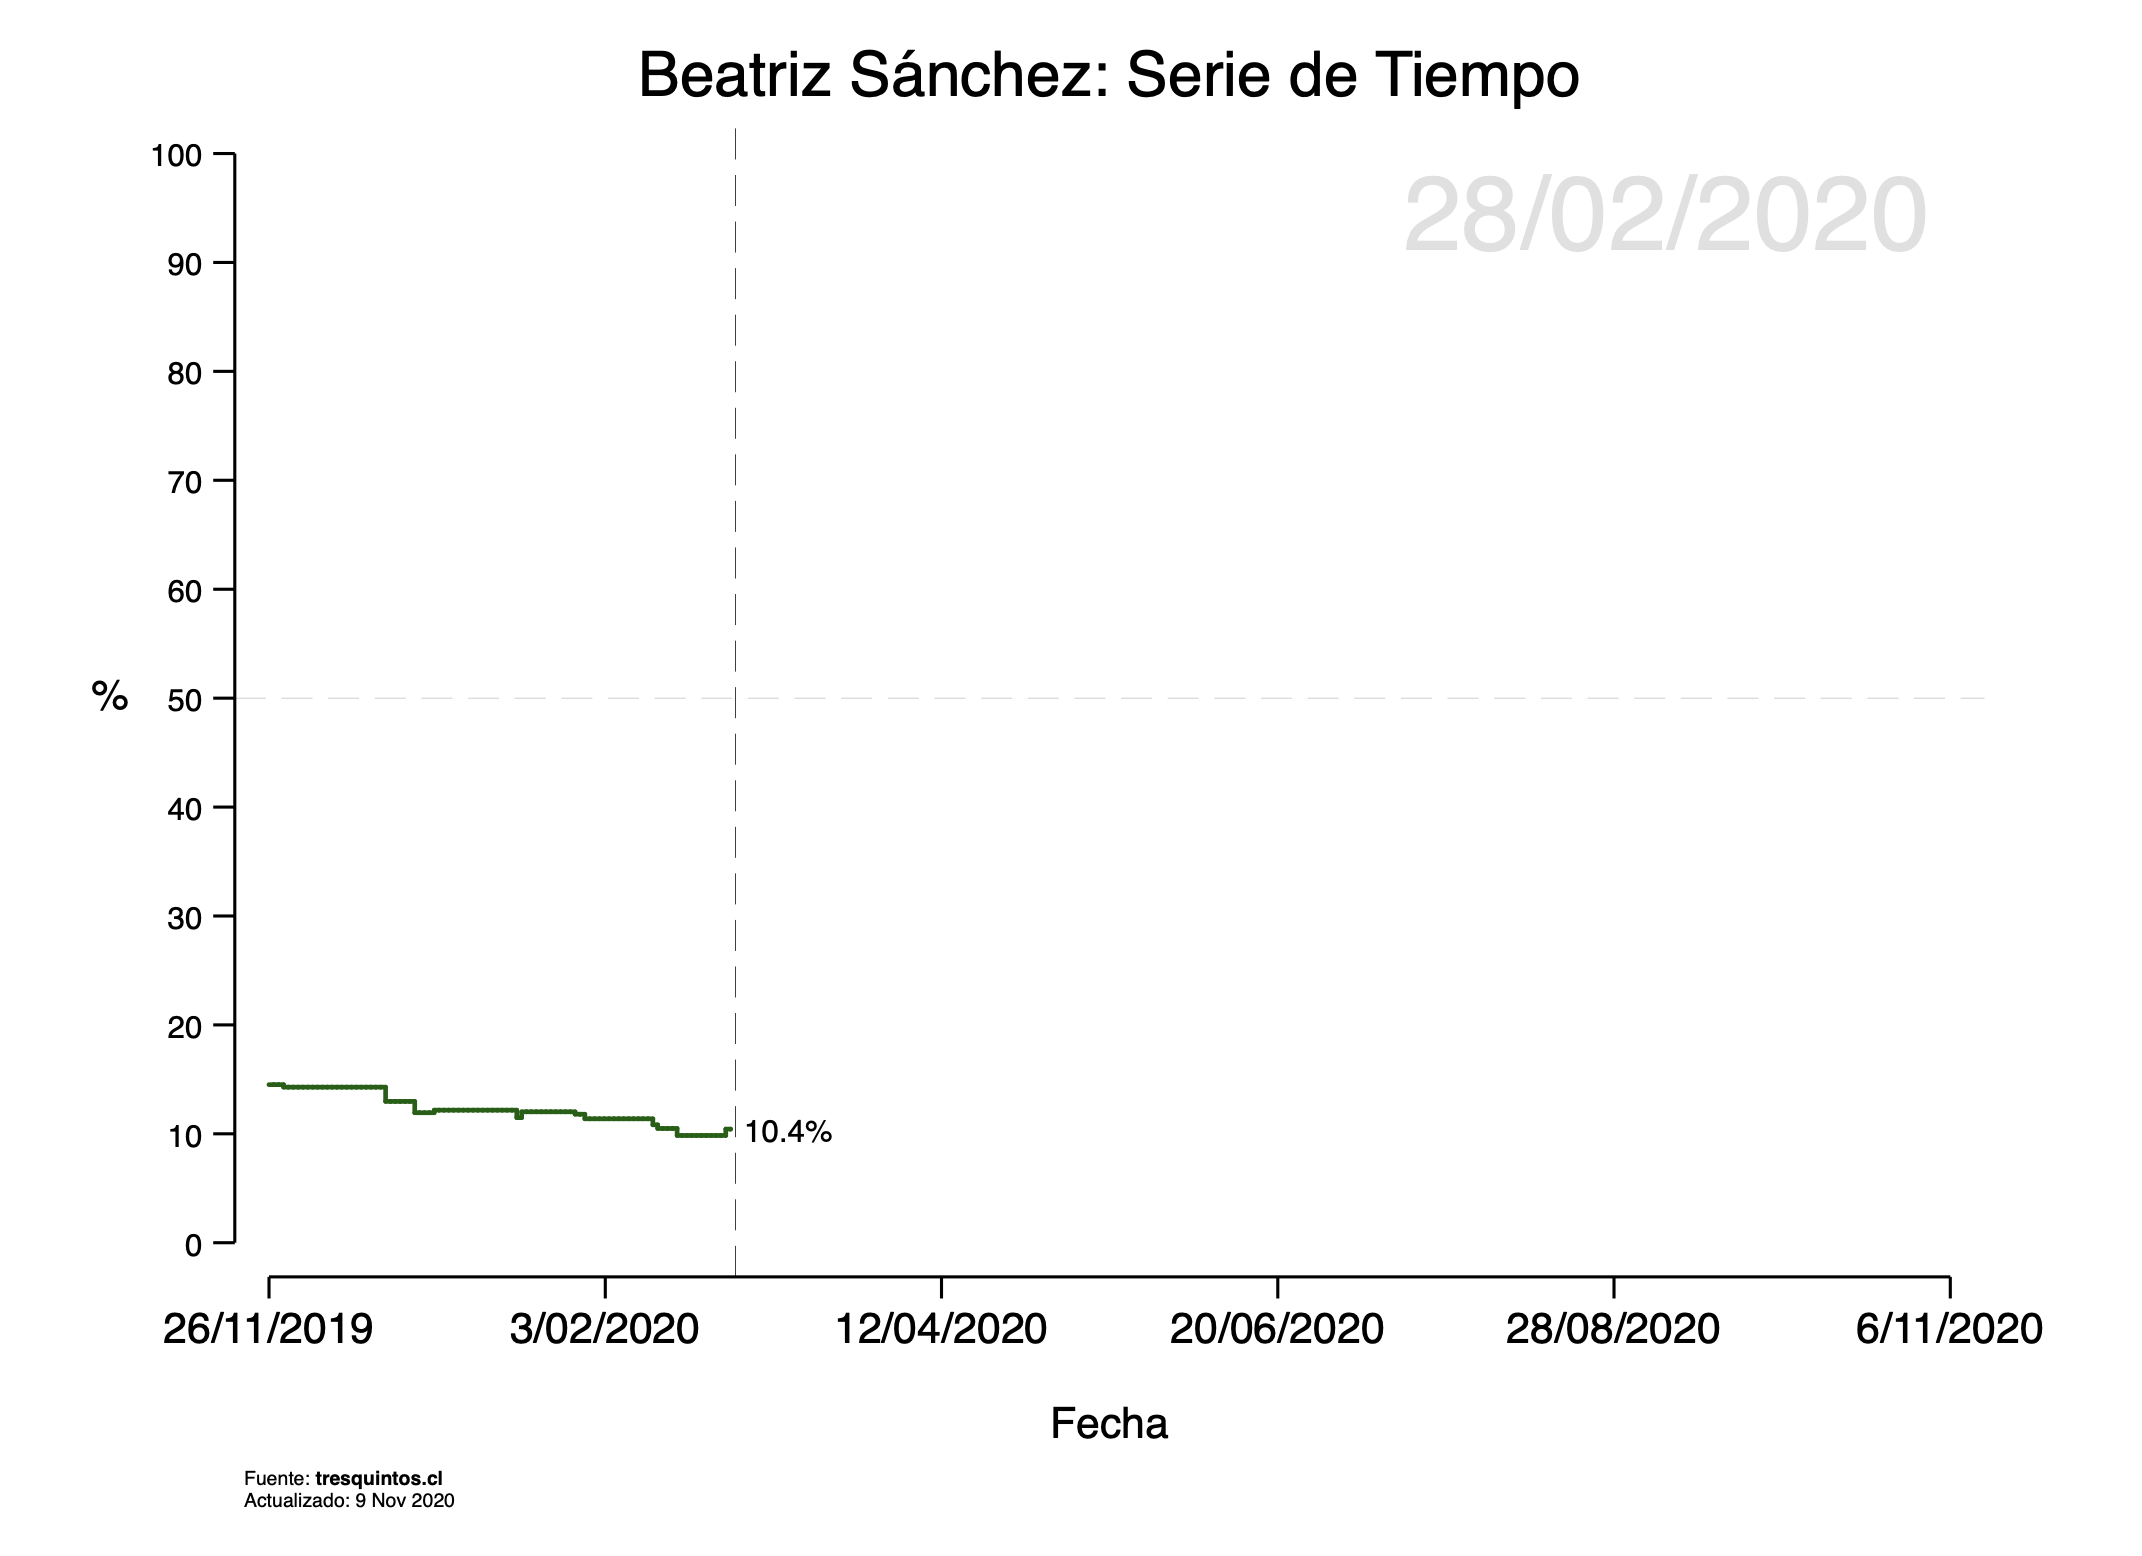 Beatriz Sánchez: Serie de Tiempo
28/02/2020
100
90
80
70
60
50
40
30
20
10
0
%
10.4%
26/11/2019 3/02/2020 12/04/2020 20/06/2020 28/08/2020 6/11/2020
Fecha
Fuente: tresquintos.cl
Actualizado: 9 Nov 2020